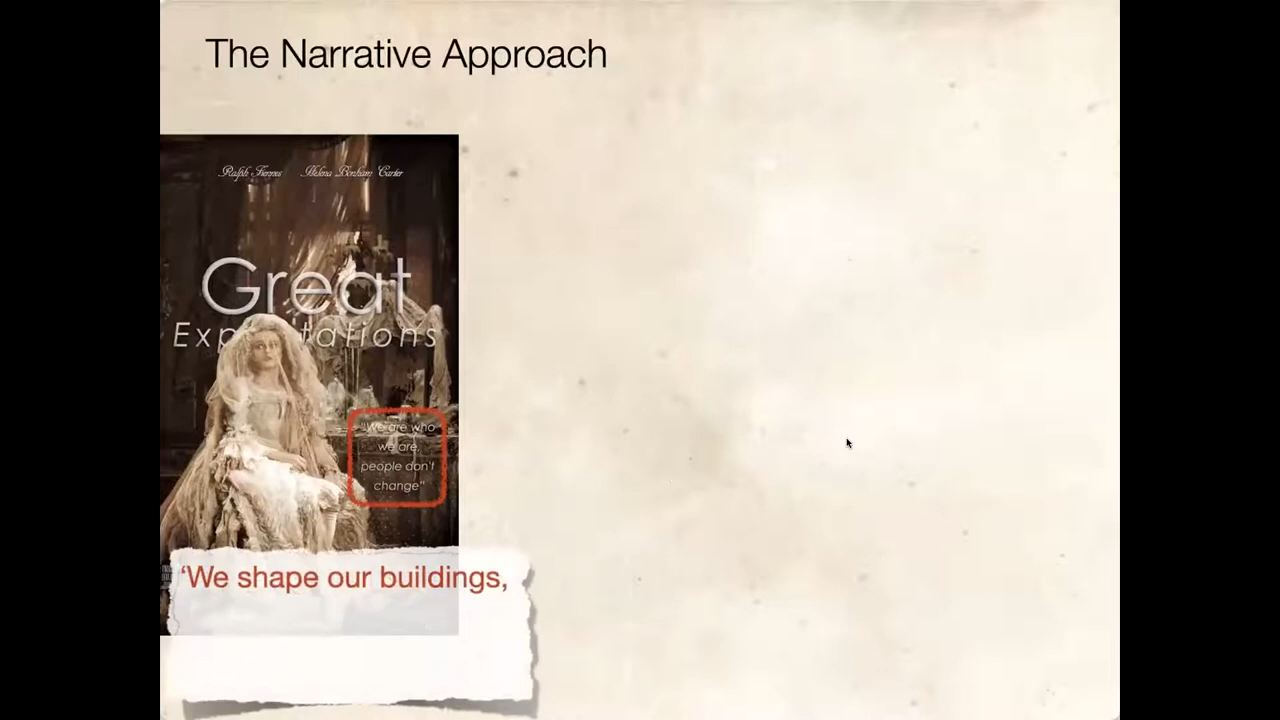 The Narrative Approach
Ralph Fiennes Helena Bonham Carter
Great
Expectations
"We are who
we are,
people don't
change"
‘We shape our buildings,